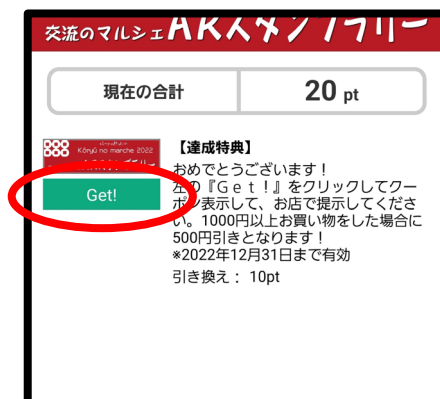 交流のマルシェARスタンプラリー
現在の合計
20 pt
Kōryū no marche 2022
Get!
【達成特典】
おめでとうございます！
左の『Ｇｅｔ！』をクリックしてクー
ポン表示して、お店で提示してくださ
い。1000円以上お買い物をした場合に
500円引きとなります！
*2022年12月31日まで有効
引き換え： 10pt